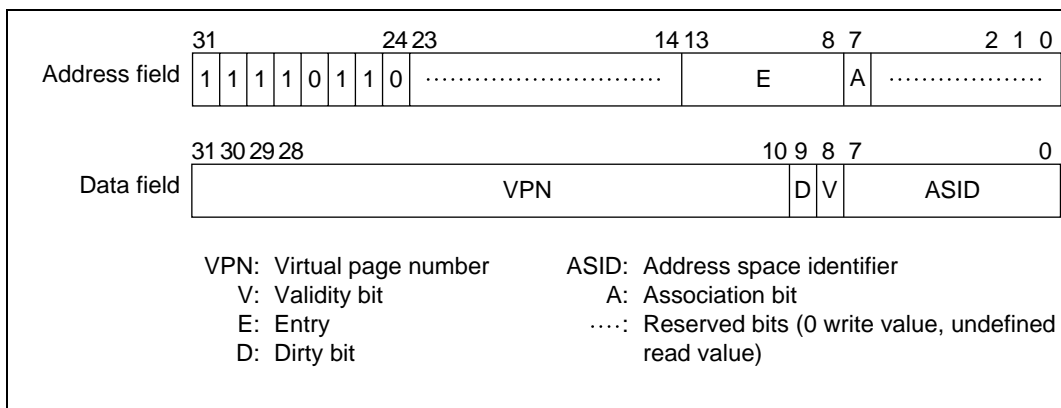 31 24 23 14 13 8 7 2 1 0
Address field 1 1 1 1 0 1 1 0 ............................. E A ...................
31 30 29 28 10 9 8 7 0
Data field VPN D V ASID
VPN: Virtual page number ASID: Address space identifier
V: Validity bit A: Association bit
E: Entry ····: Reserved bits (0 write value, undefined
D: Dirty bit read value)